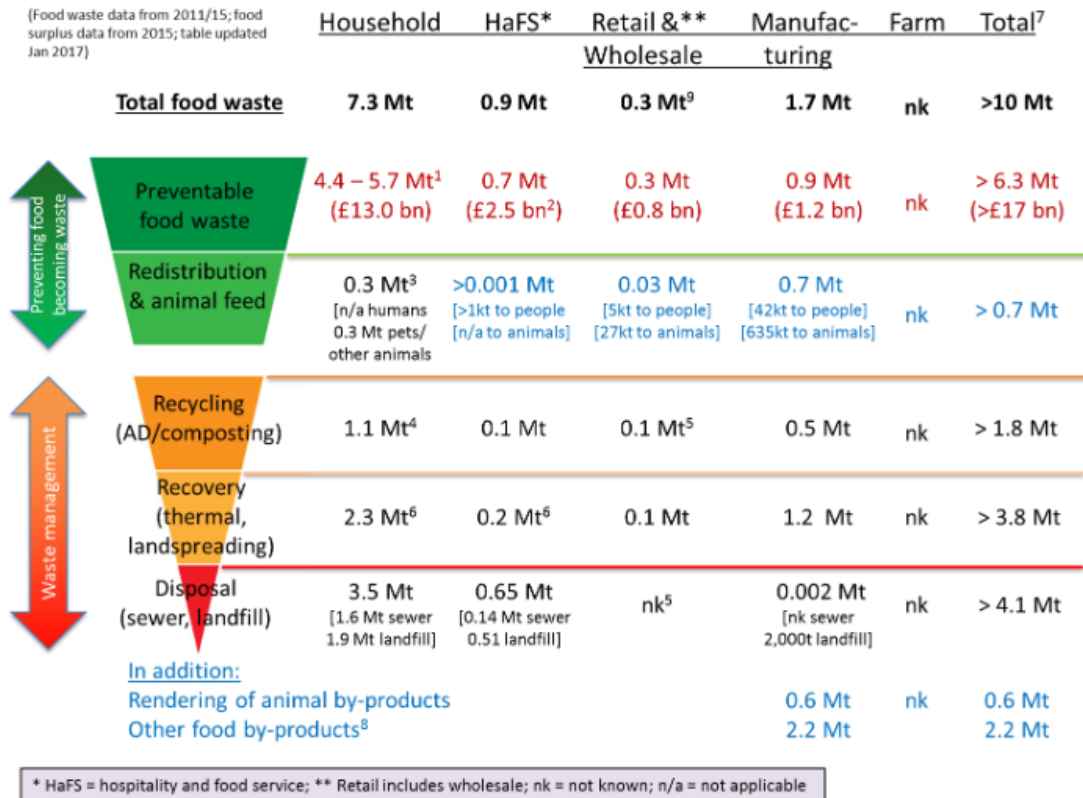 (Food waste data from 2011/15; food
surplus data from 2015; table updated
Jan 2017)
Household HaFS* Retail &** Manufac- Farm Total⁷
Wholesale turing
Total food waste 7.3 Mt 0.9 Mt 0.3 Mt⁹ 1.7 Mt nk >10 Mt
Preventing food
becoming waste
Preventable
food waste
4.4 – 5.7 Mt¹ 0.7 Mt 0.3 Mt 0.9 Mt nk > 6.3 Mt
(£13.0 bn) (£2.5 bn²) (£0.8 bn) (£1.2 bn) (>£17 bn)
Redistribution
& animal feed
0.3 Mt³ >0.001 Mt 0.03 Mt 0.7 Mt nk > 0.7 Mt
[n/a humans [>1kt to people [5kt to people] [42kt to people]
0.3 Mt pets/ [n/a to animals] [27kt to animals] [635kt to animals]
other animals
Waste management
Recycling
(AD/composting) 1.1 Mt⁴ 0.1 Mt 0.1 Mt⁵ 0.5 Mt nk > 1.8 Mt
Recovery
(thermal, 2.3 Mt⁶ 0.2 Mt⁶ 0.1 Mt 1.2 Mt nk > 3.8 Mt
landspreading)
Disposal
(sewer, landfill)
3.5 Mt 0.65 Mt nk⁵ 0.002 Mt nk > 4.1 Mt
[1.6 Mt sewer [0.14 Mt sewer [nk sewer
1.9 Mt landfill] 0.51 landfill] 2,000t landfill]
In addition:
Rendering of animal by-products 0.6 Mt nk 0.6 Mt
Other food by-products⁸ 2.2 Mt 2.2 Mt
* HaFS = hospitality and food service; ** Retail includes wholesale; nk = not known; n/a = not applicable